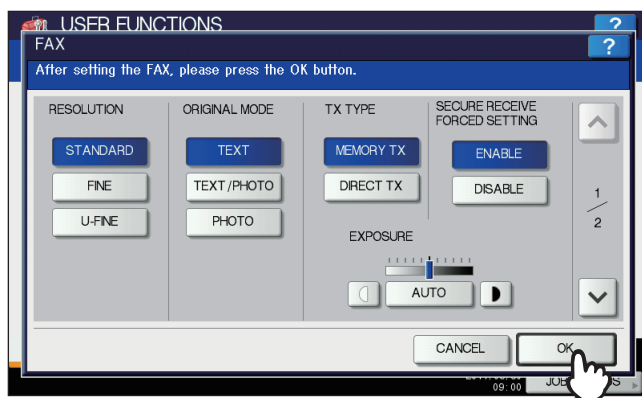 USER FUNCTIONS
?
FAX
?
After setting the FAX, please press the OK button.
RESOLUTION
ORIGINAL MODE
TX TYPE
SECURE RECEIVE
FORCED SETTING
STANDARD
TEXT
MEMORY TX
ENABLE
FINE
TEXT/PHOTO
DIRECT TX
DISABLE
1
2
U-FINE
PHOTO
EXPOSURE
AUTO
CANCEL
OK
09:00